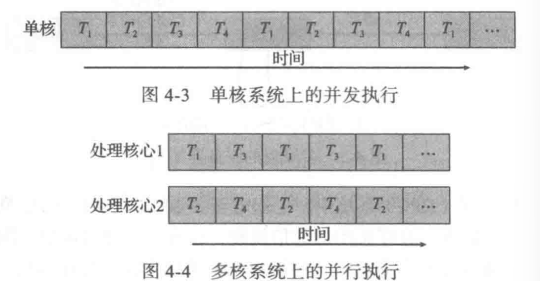 单核 T₁ T₂ T₃ T₄ T₁ T₂ T₃ T₄ T₁ …
时间
图 4-3 单核系统上的并发执行
处理核心1 T₁ T₃ T₁ T₃ T₁ …
处理核心2 T₂ T₄ T₂ T₄ T₂ …
时间
图 4-4 多核系统上的并行执行